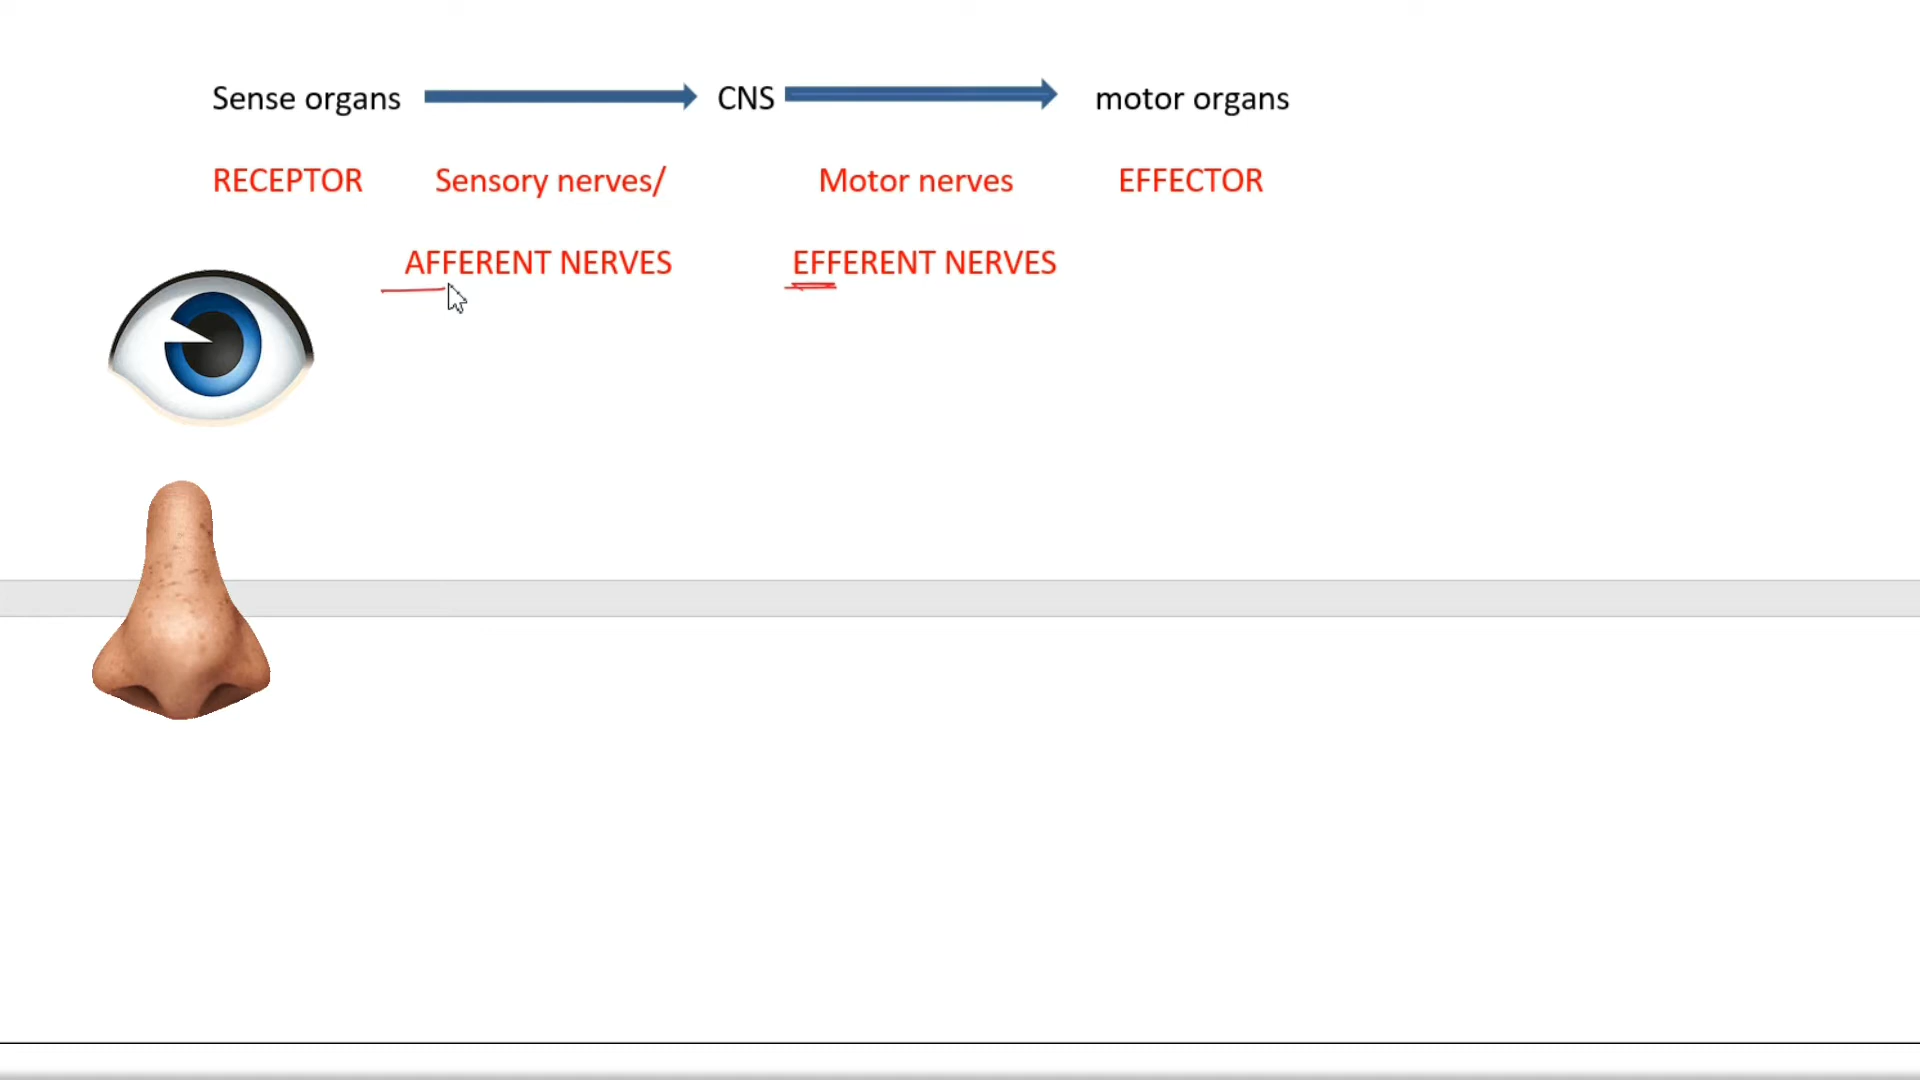 Sense organs CNS motor organs
RECEPTOR Sensory nerves/ Motor nerves EFFECTOR
AFFERENT NERVES EFFERENT NERVES